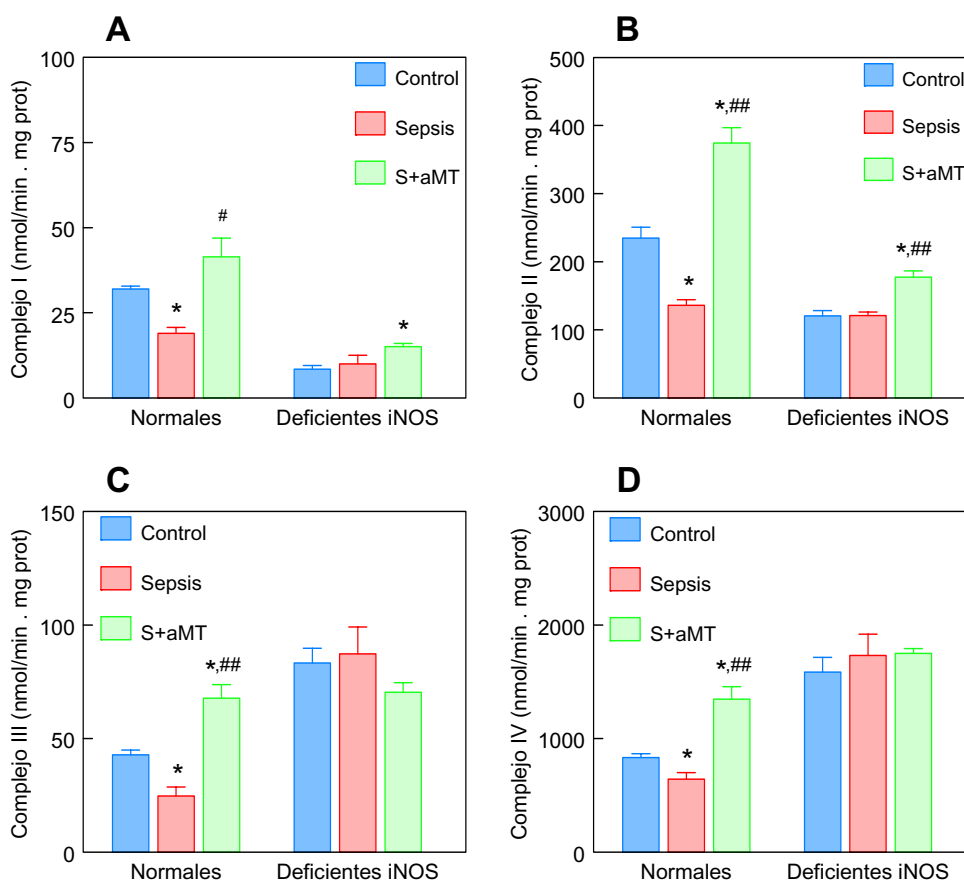 A
Complejo I (nmol/min . mg prot)
100
75
50
25
0
Control
Sepsis
S+aMT
*
#
*
Normales
Deficientes iNOS
B
Complejo II (nmol/min . mg prot)
500
400
300
200
100
0
Control
Sepsis
S+aMT
*
*,##
*,##
Normales
Deficientes iNOS
C
Complejo III (nmol/min . mg prot)
150
100
50
0
Control
Sepsis
S+aMT
*
*,##
Normales
Deficientes iNOS
D
Complejo IV (nmol/min . mg prot)
3000
2000
1000
0
Control
Sepsis
S+aMT
*
*,##
Normales
Deficientes iNOS